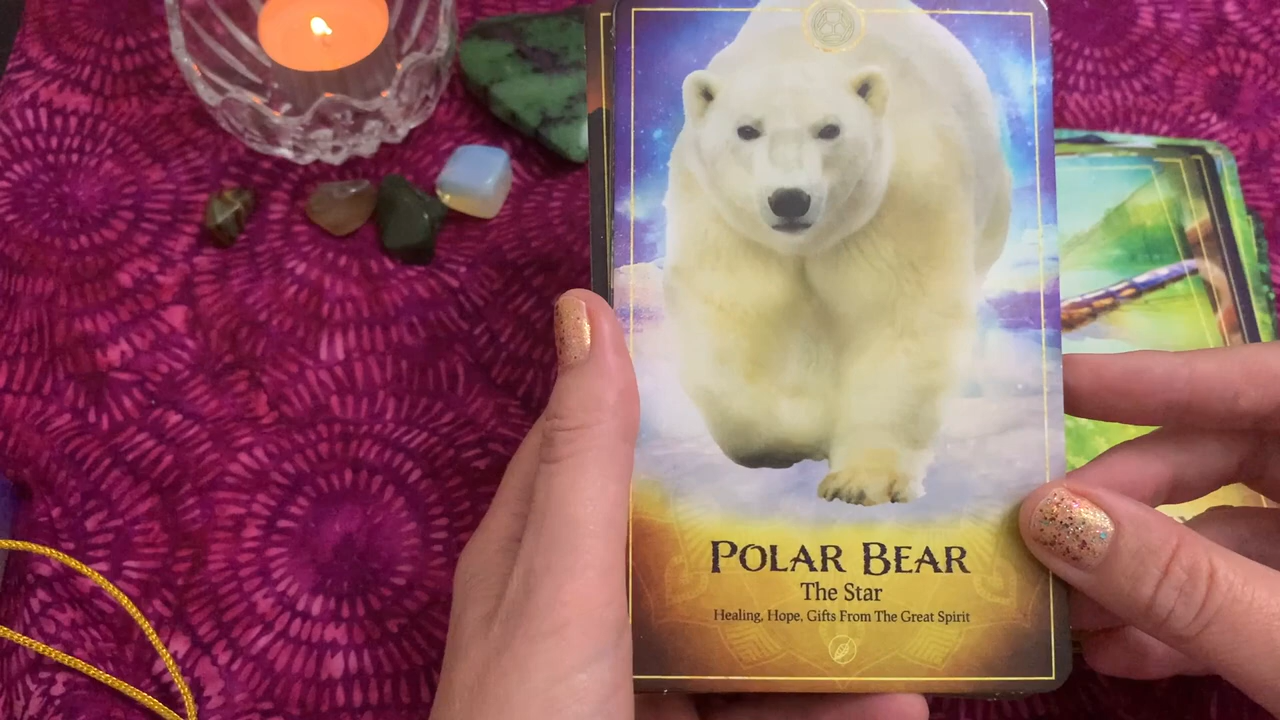 POLAR BEAR
The Star
Healing, Hope, Gifts From The Great Spirit